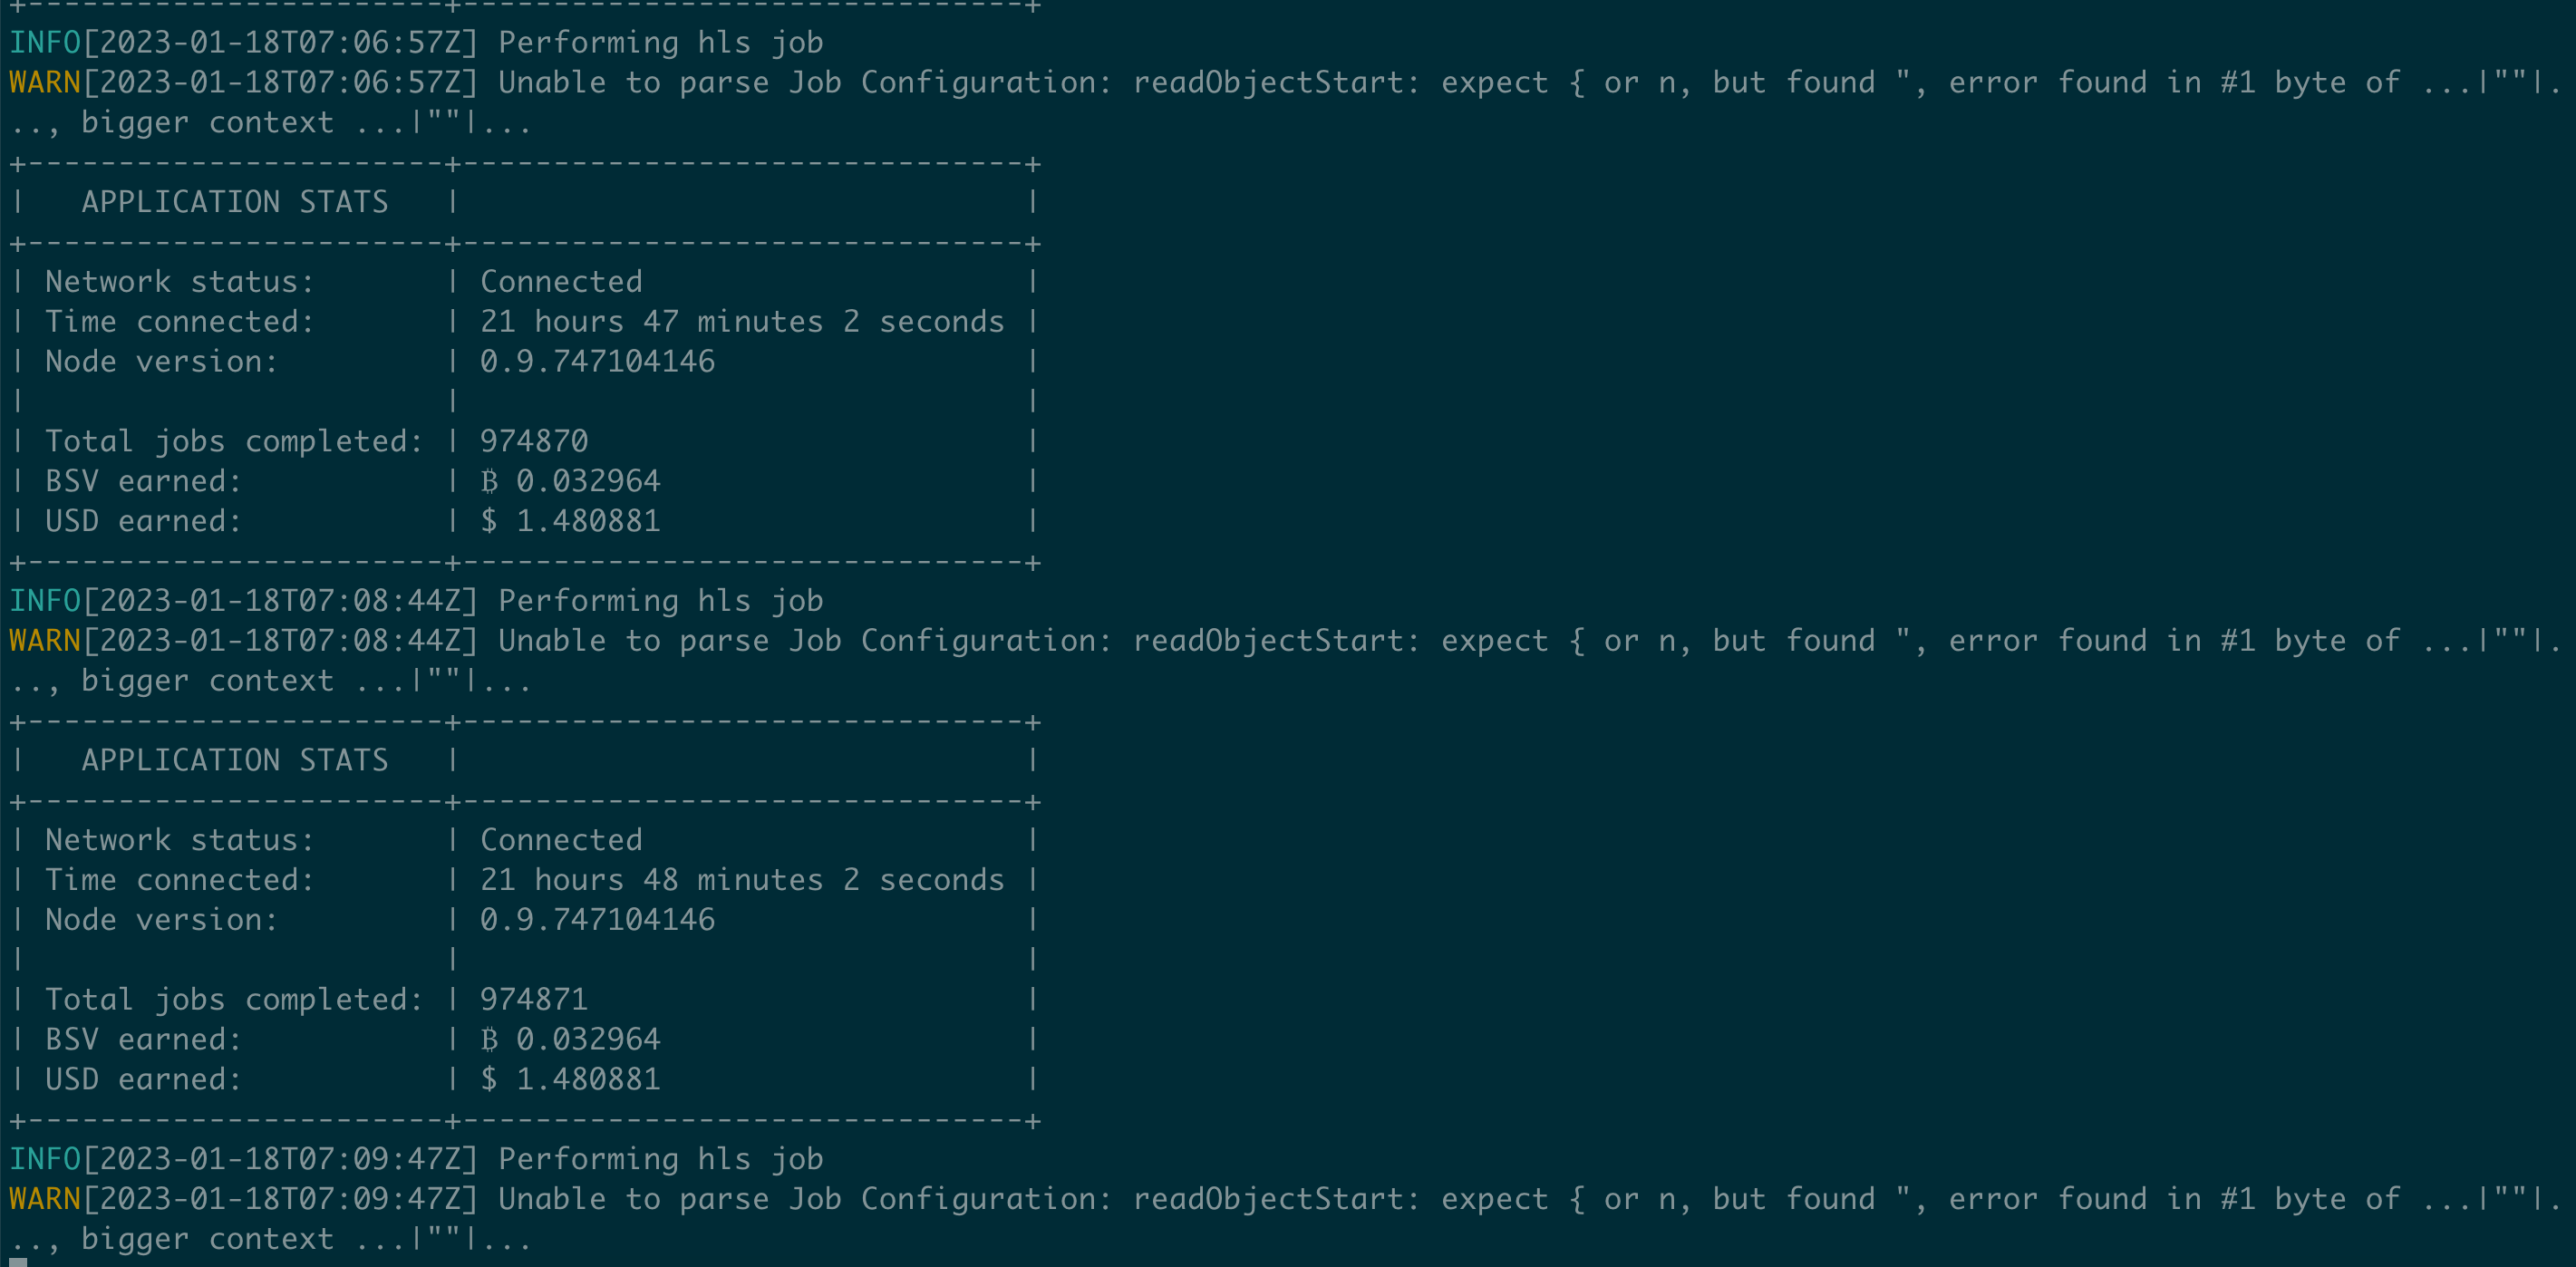 +-----------------------+-------------------------------+
INFO[2023-01-18T07:06:57Z] Performing hls job
WARN[2023-01-18T07:06:57Z] Unable to parse Job Configuration: readObjectStart: expect { or n, but found ", error found in #1 byte of ...|""|.
.., bigger context ...|""|...
+-----------------------+-------------------------------+
|   APPLICATION STATS   |                               |
+-----------------------+-------------------------------+
| Network status:       | Connected                     |
| Time connected:       | 21 hours 47 minutes 2 seconds |
| Node version:         | 0.9.747104146                 |
|                       |                               |
| Total jobs completed: | 974870                        |
| BSV earned:           | ₿ 0.032964                    |
| USD earned:           | $ 1.480881                    |
+-----------------------+-------------------------------+
INFO[2023-01-18T07:08:44Z] Performing hls job
WARN[2023-01-18T07:08:44Z] Unable to parse Job Configuration: readObjectStart: expect { or n, but found ", error found in #1 byte of ...|""|.
.., bigger context ...|""|...
+-----------------------+-------------------------------+
|   APPLICATION STATS   |                               |
+-----------------------+-------------------------------+
| Network status:       | Connected                     |
| Time connected:       | 21 hours 48 minutes 2 seconds |
| Node version:         | 0.9.747104146                 |
|                       |                               |
| Total jobs completed: | 974871                        |
| BSV earned:           | ₿ 0.032964                    |
| USD earned:           | $ 1.480881                    |
+-----------------------+-------------------------------+
INFO[2023-01-18T07:09:47Z] Performing hls job
WARN[2023-01-18T07:09:47Z] Unable to parse Job Configuration: readObjectStart: expect { or n, but found ", error found in #1 byte of ...|""|.
.., bigger context ...|""|...